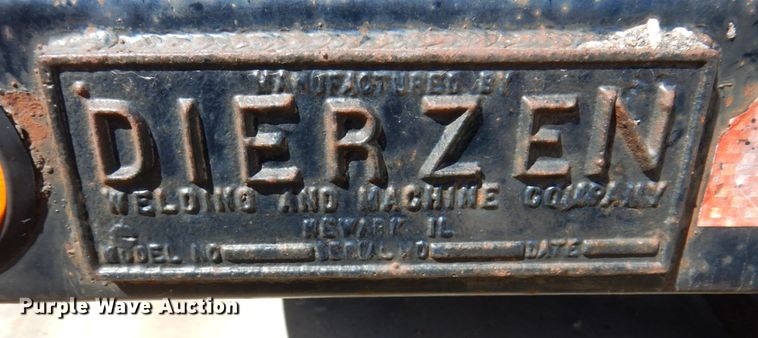 MANUFACTURED BY
DIERZEN
WELDING AND MACHINE COMPANY
NEWARK IL
MODEL NO SERIAL NO DATE
Purple Wave Auction